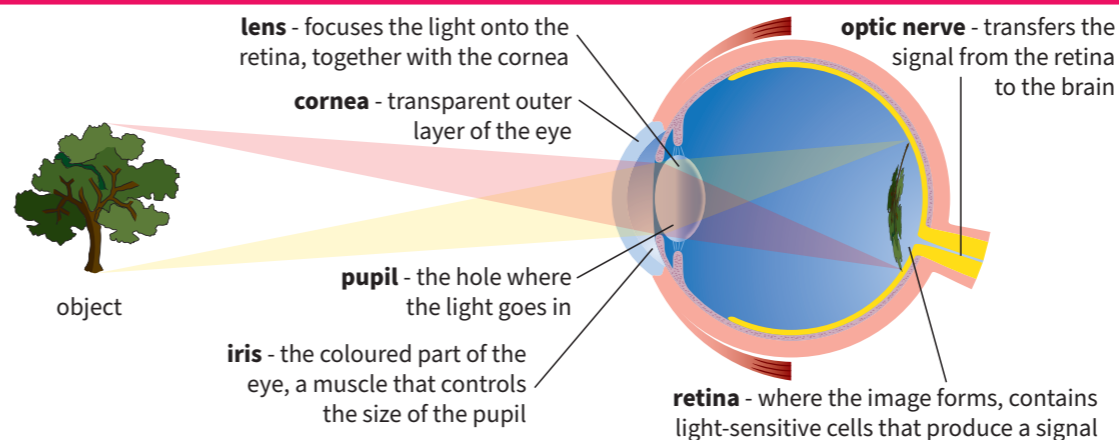 lens - focuses the light onto the
retina, together with the cornea
cornea - transparent outer
layer of the eye
optic nerve - transfers the
signal from the retina
to the brain
object
pupil - the hole where
the light goes in
iris - the coloured part of the
eye, a muscle that controls
the size of the pupil
retina - where the image forms, contains
light-sensitive cells that produce a signal